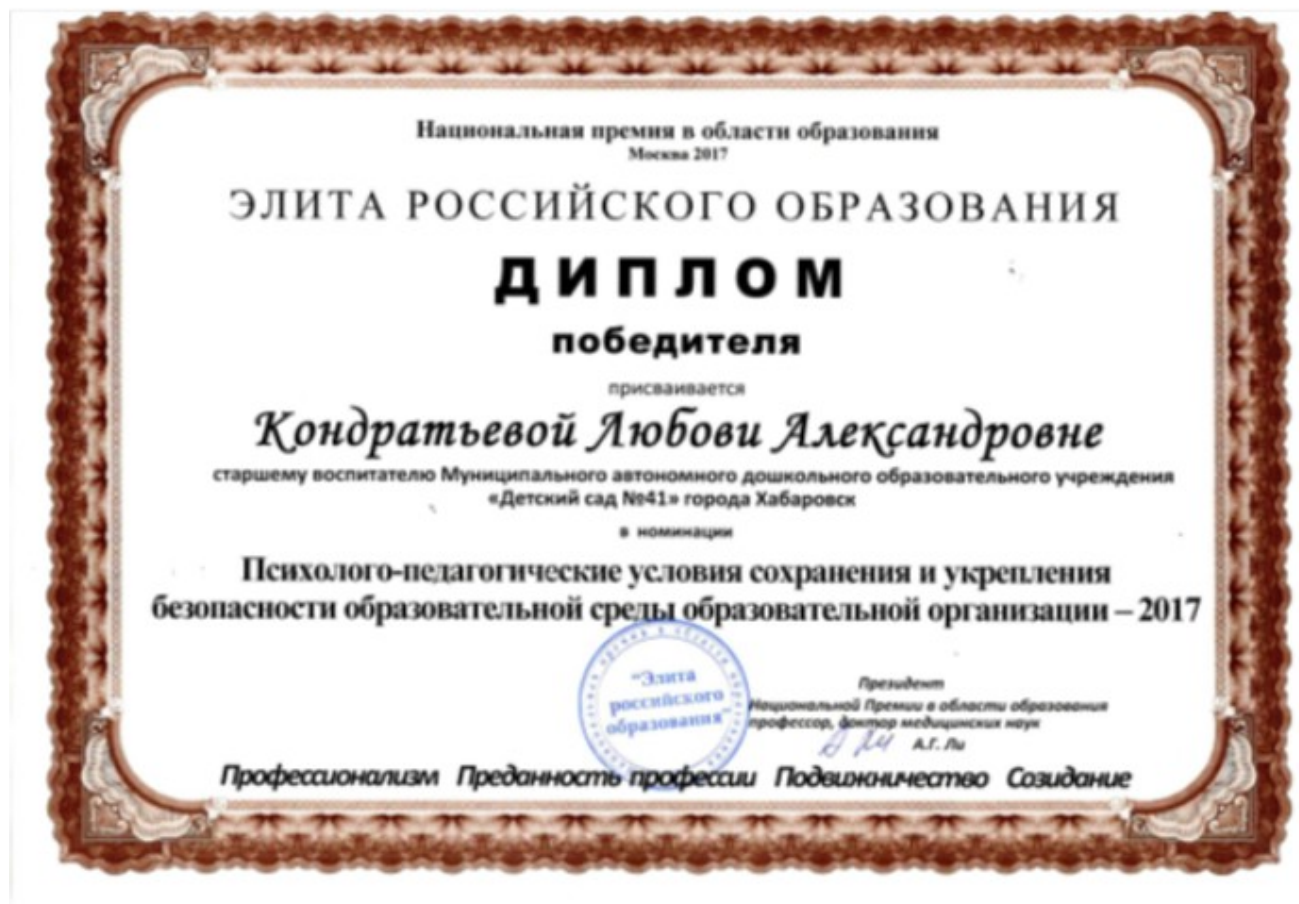 Национальная премия в области образования
Москва 2017
ЭЛИТА РОССИЙСКОГО ОБРАЗОВАНИЯ
ДИПЛОМ
победителя
присваивается
Кондратьевой Любови Александровне
старшему воспитателю Муниципального автономного дошкольного образовательного учреждения
«Детский сад №41» города Хабаровск
в номинации
Психолого-педагогические условия сохранения и укрепления
безопасности образовательной среды образовательной организации – 2017
"Элита
российского
образования"
Президент
Национальной Премии в области образования
профессор, доктор медицинских наук
А.Г. Ли
Профессионализм Преданность профессии Подвижничество Созидание